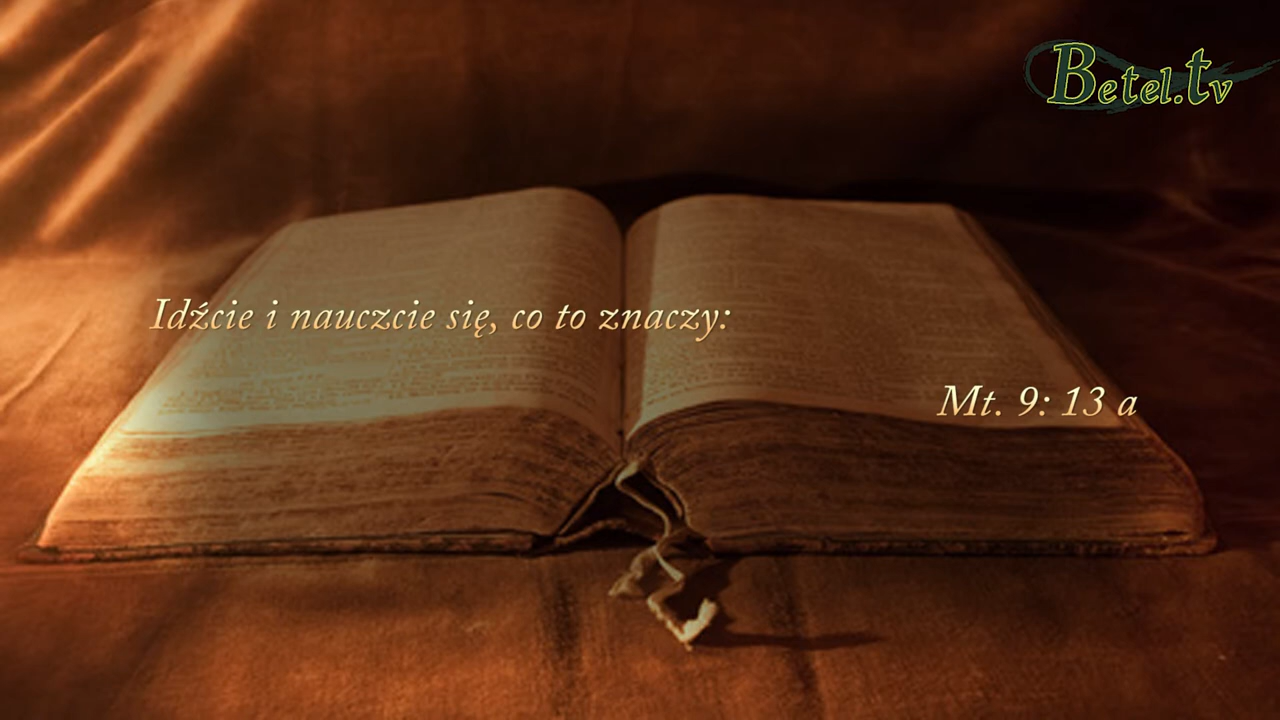 Betel.tv
Idźcie i nauczcie się, co to znaczy:
Mt. 9: 13 a